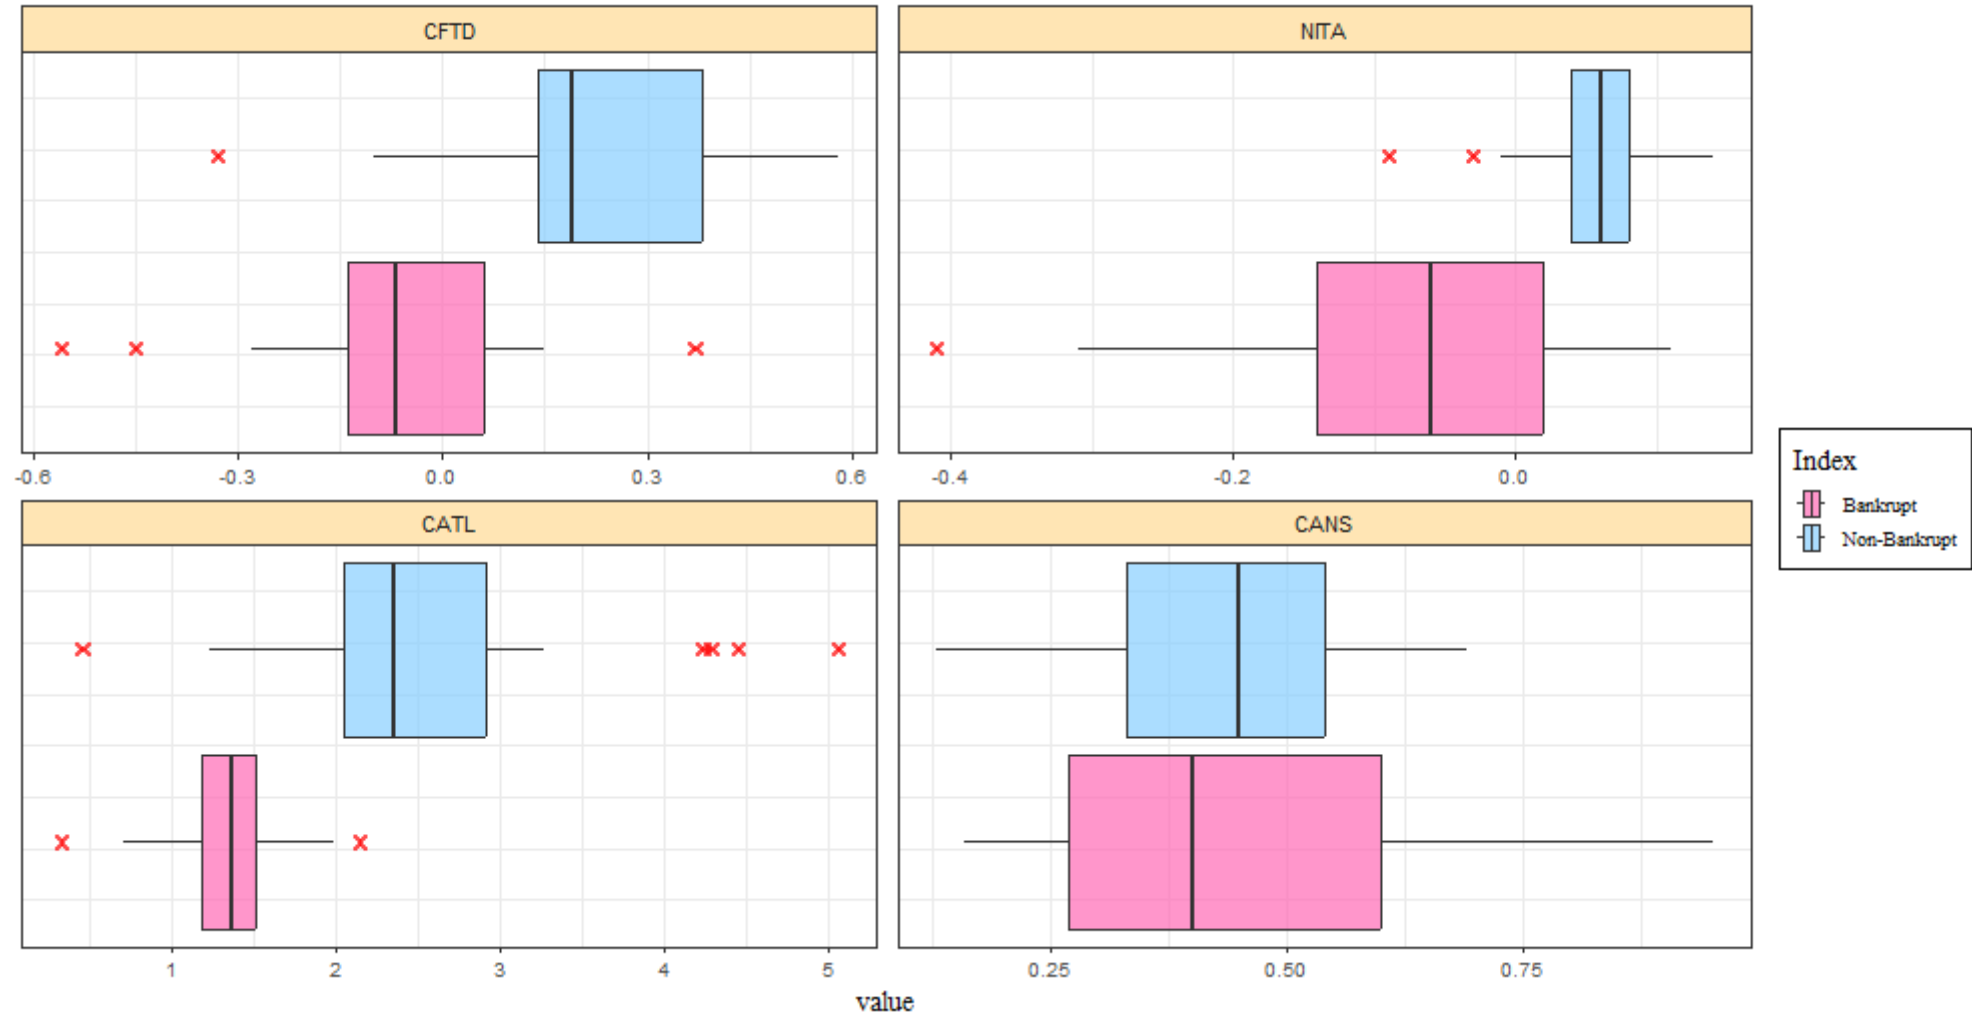 CFTD
NITA
-0.6 -0.3 0.0 0.3 0.6
-0.4 -0.2 0.0
CATL
CANS
1 2 3 4 5
0.25 0.50 0.75
value
Index
Bankrupt
Non-Bankrupt